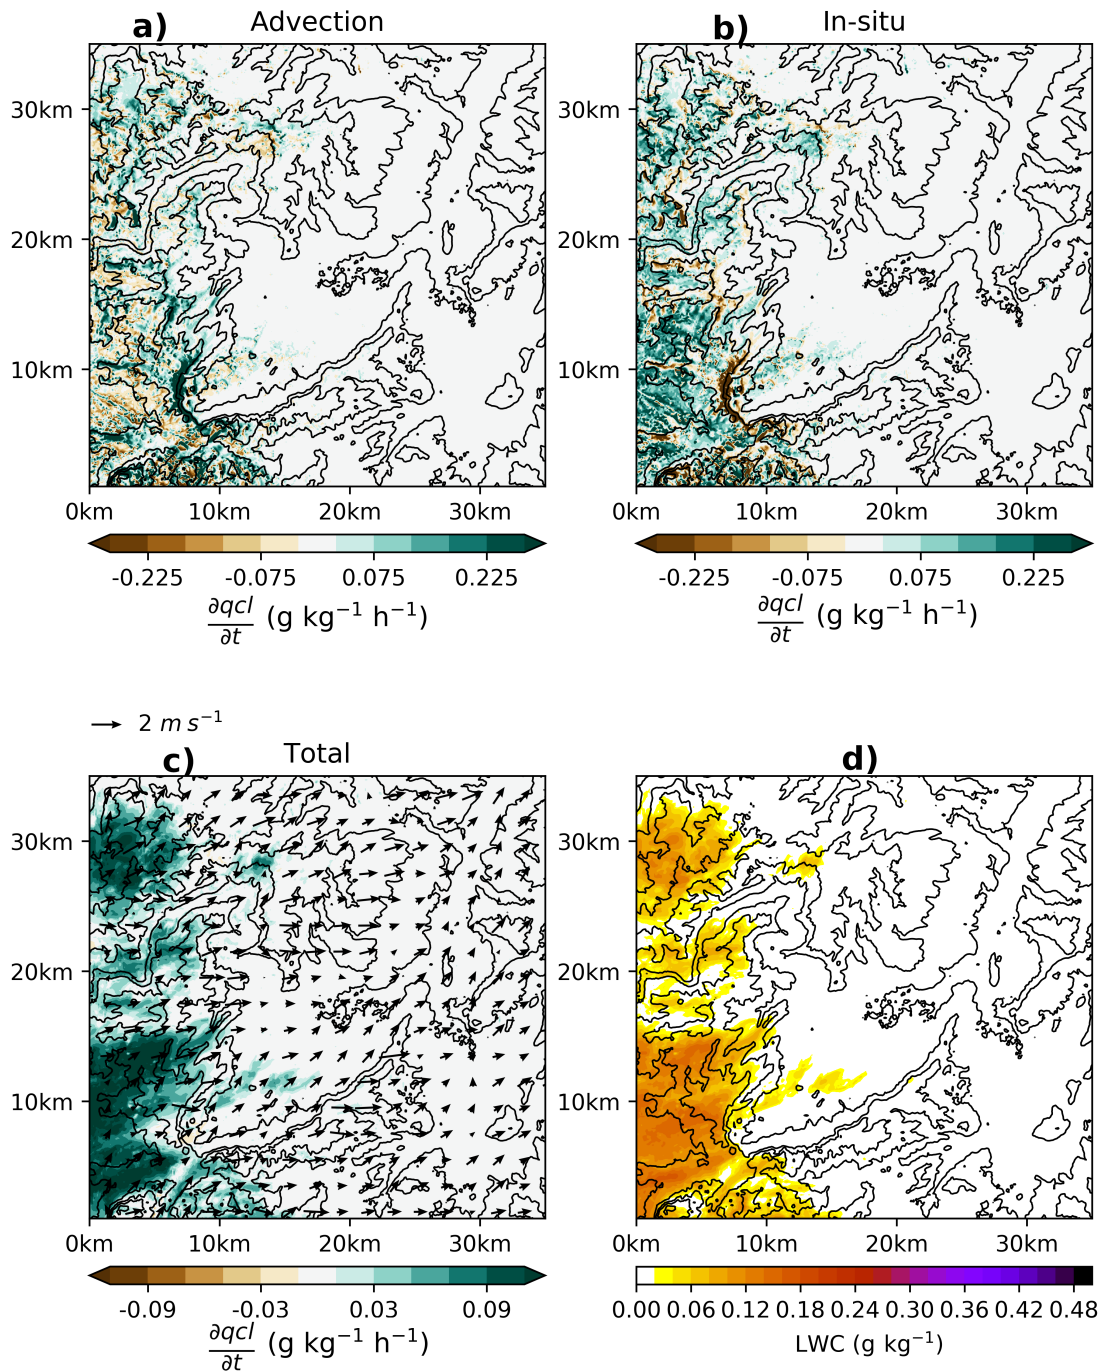 a) Advection
b) In-situ
30km
20km
10km
0km 10km 20km 30km
30km
20km
10km
0km 10km 20km 30km
-0.225 -0.075 0.075 0.225
∂qcl/∂t (g kg⁻¹ h⁻¹)
-0.225 -0.075 0.075 0.225
∂qcl/∂t (g kg⁻¹ h⁻¹)
2 m s⁻¹
c) Total
d)
30km
20km
10km
0km 10km 20km 30km
30km
20km
10km
0km 10km 20km 30km
-0.09 -0.03 0.03 0.09
∂qcl/∂t (g kg⁻¹ h⁻¹)
0.00 0.06 0.12 0.18 0.24 0.30 0.36 0.42 0.48
LWC (g kg⁻¹)